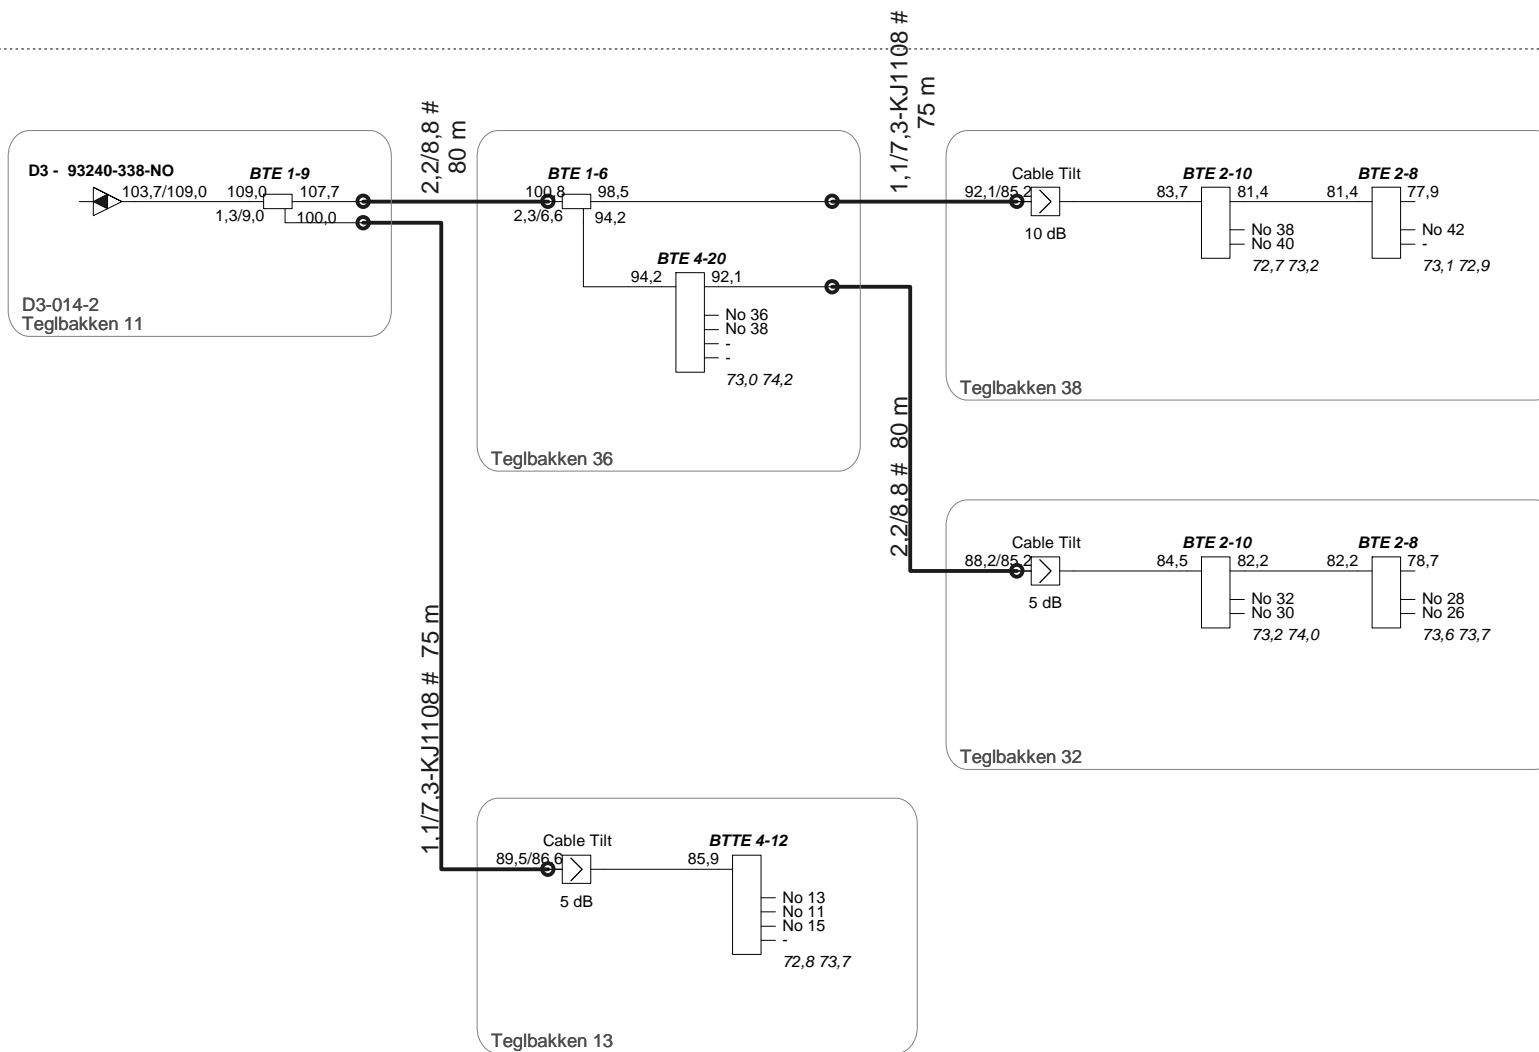 2,2/8,8 #
80 m
1,1/7,3-KJ1108 #
75 m
D3 - 93240-338-NO
103,7/109,0
BTE 1-9
109,0
107,7
1,3/9,0
100,0
D3-014-2
Teglbakken 11
BTE 1-6
100,8
98,5
2,3/6,6
94,2
BTE 4-20
94,2
92,1
No 36
No 38
-
-
73,0 74,2
Teglbakken 36
Cable Tilt
92,1/85,2
10 dB
BTE 2-10
83,7
81,4
No 38
No 40
72,7 73,2
BTE 2-8
81,4
77,9
No 42
-
73,1 72,9
Teglbakken 38
2,2/8,8 # 80 m
Cable Tilt
88,2/85,2
5 dB
BTE 2-10
84,5
82,2
No 32
No 30
73,2 74,0
BTE 2-8
82,2
78,7
No 28
No 26
73,6 73,7
Teglbakken 32
1,1/7,3-KJ1108 # 75 m
Cable Tilt
89,5/86,6
5 dB
BTTE 4-12
85,9
No 13
No 11
No 15
-
72,8 73,7
Teglbakken 13